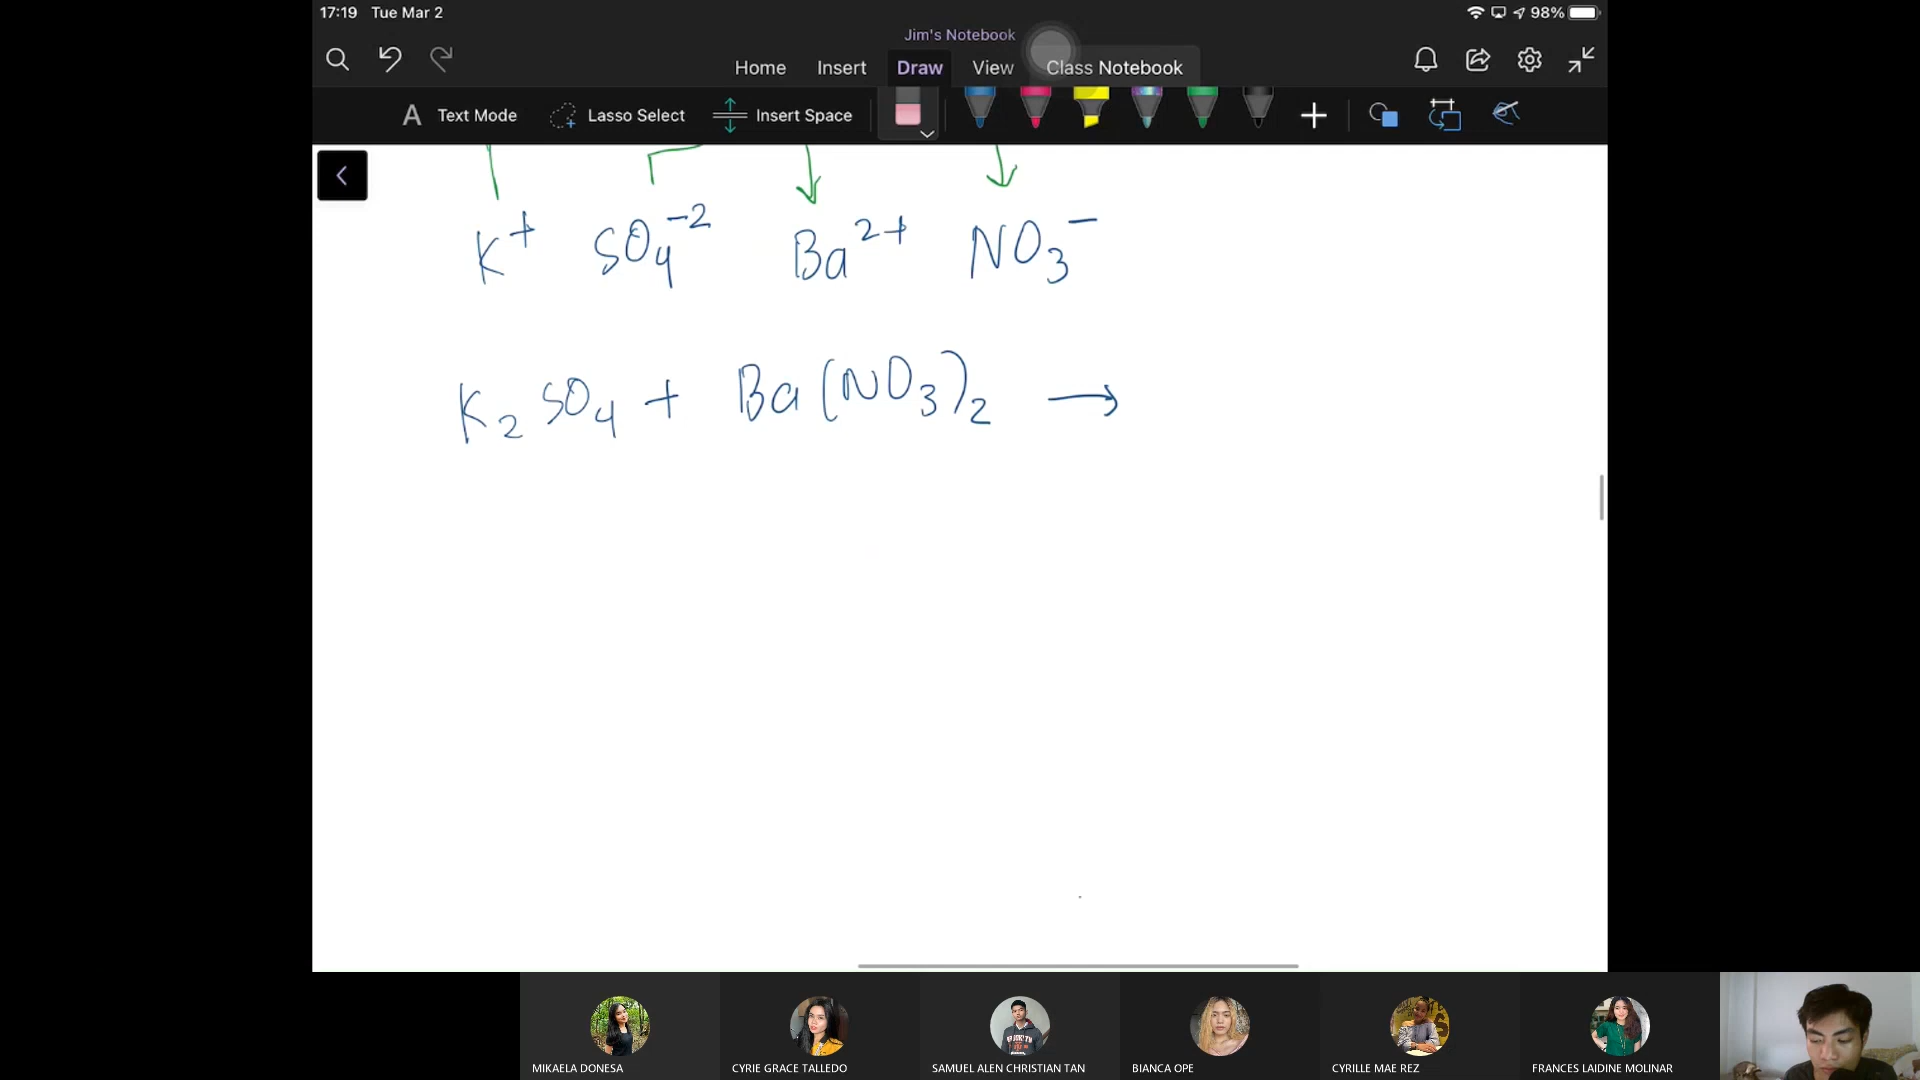 17:19 Tue Mar 2 98%
Jim's Notebook
Home Insert Draw View Class Notebook
A Text Mode Lasso Select Insert Space
K⁺ SO₄⁻² Ba²⁺ NO₃⁻
K₂SO₄ + Ba(NO₃)₂ →
MIKAELA DONESA CYRIE GRACE TALLEDO SAMUEL ALEN CHRISTIAN TAN BIANCA OPE CYRILLE MAE REZ FRANCES LAIDINE MOLINAR